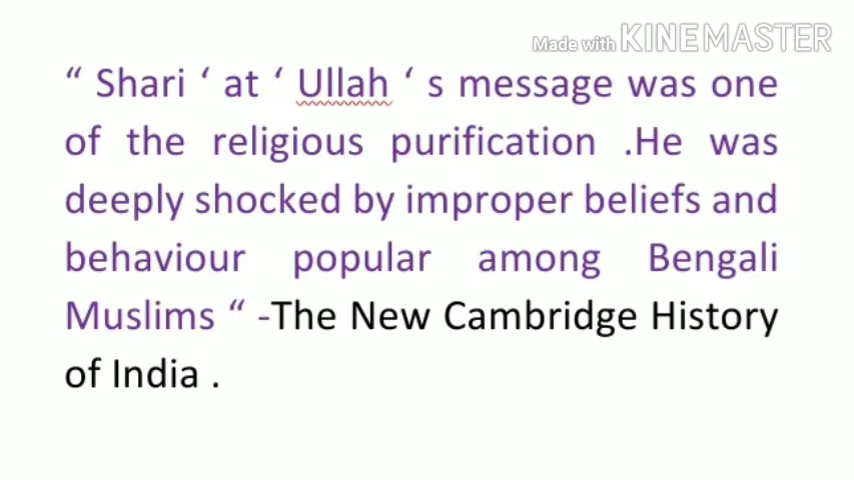 Made with KINEMASTER
“ Shari ‘ at ‘ Ullah ‘ s message was one
of the religious purification .He was
deeply shocked by improper beliefs and
behaviour popular among Bengali
Muslims “ -The New Cambridge History
of India .